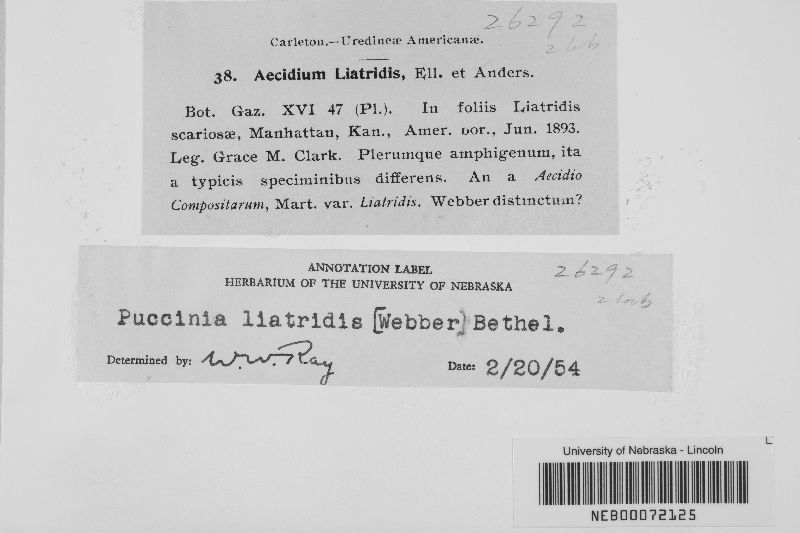 26292
Carleton.—Uredineæ Americanæ.
38. Aecidium Liatridis, Ell. et Anders.
Bot. Gaz. XVI 47 (Pl.). In foliis Liatridis
scariosæ, Manhattan, Kan., Amer. bor., Jun. 1893.
Leg. Grace M. Clark. Plerumque amphigenum, ita
a typicis speciminibus differens. An a Aecidio
Compositarum, Mart. var. Liatridis. Webber distinctum?
ANNOTATION LABEL
HERBARIUM OF THE UNIVERSITY OF NEBRASKA
26292
Puccinia liatridis [Webber] Bethel.
Determined by: W.W. Ray
Date: 2/20/54
University of Nebraska - Lincoln
NEB00072125